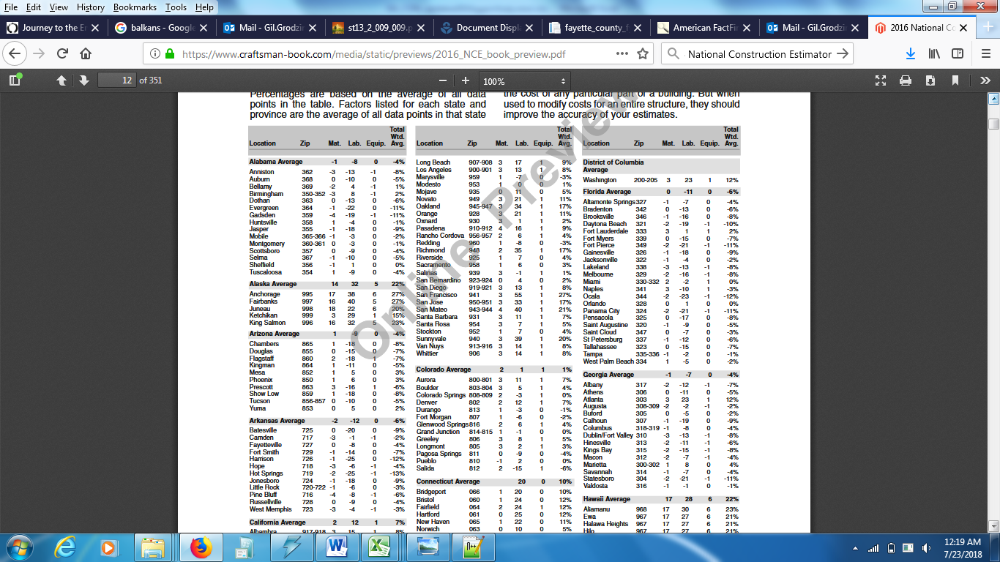 File Edit View History Bookmarks Tools Help
Journey to the E
balkans - Google
Mail - Gil.Grodzi
st13_2_009_009.p
Document Displ
fayette_county_f
American FactFi
Mail - Gil.Grodzi
2016 National Co
https://www.craftsman-book.com/media/static/previews/2016_NCE_book_preview.pdf
National Construction Estimator
12 of 351
100%
Percentages are based on the average of all data
points in the table. Factors listed for each state and
province are the average of all data points in that state
the cost of any particular part of a building. But when
used to modify costs for an entire structure, they should
improve the accuracy of your estimates.
Location Zip Mat. Lab. Equip. Total Wtd. Avg.
Alabama Average -1 -8 0 -4%
Anniston 362 -3 -13 -1 -8%
Auburn 368 0 -10 0 -5%
Bellamy 369 -2 4 -1 1%
Birmingham 350-352 -3 8 -1 2%
Dothan 363 0 -13 0 -6%
Evergreen 364 -1 -22 0 -11%
Gadsden 359 -4 -19 -1 -11%
Huntsville 358 1 -4 0 -1%
Jasper 355 -1 -18 0 -9%
Mobile 365-366 -1 -3 0 -2%
Montgomery 360-361 0 -3 0 -1%
Scottsboro 357 0 -9 0 -4%
Selma 367 -1 -10 0 -5%
Sheffield 356 -1 1 0 0%
Tuscaloosa 354 1 -9 0 -4%
Alaska Average 14 32 5 22%
Anchorage 995 17 38 6 27%
Fairbanks 997 16 40 5 27%
Juneau 998 18 22 6 20%
Ketchikan 999 3 29 1 15%
King Salmon 996 16 32 5 23%
Arizona Average 1 -9 0 -4%
Chambers 865 1 -18 0 -8%
Douglas 855 0 -15 0 -7%
Flagstaff 860 2 -18 1 -7%
Kingman 864 1 -11 0 -5%
Mesa 852 1 5 0 3%
Phoenix 850 1 6 0 3%
Prescott 863 3 -16 1 -6%
Show Low 859 1 -18 0 -8%
Tucson 856-857 0 -10 0 -5%
Yuma 853 0 5 0 2%
Arkansas Average -2 -12 0 -6%
Batesville 725 0 -20 0 -9%
Camden 717 -3 -1 -1 -2%
Fayetteville 727 0 -8 0 -4%
Fort Smith 729 -1 -14 0 -7%
Harrison 726 -1 -25 0 -12%
Hope 718 -3 -6 -1 -4%
Hot Springs 719 -2 -25 -1 -13%
Jonesboro 724 -1 -18 0 -9%
Little Rock 720-722 -1 -6 0 -3%
Pine Bluff 716 -4 -8 -1 -6%
Russellville 728 0 -9 0 -4%
West Memphis 723 -3 -4 -1 -3%
California Average 2 12 1 7%
Alhambra 917-918 3 15 1 8%
Location Zip Mat. Lab. Equip. Total Wtd. Avg.
Long Beach 907-908 3 17 1 9%
Los Angeles 900-901 3 13 1 8%
Marysville 959 1 -7 0 -3%
Modesto 953 1 0 0 1%
Mojave 935 0 11 0 5%
Novato 949 3 21 1 11%
Oakland 945-947 3 34 1 17%
Orange 928 3 21 1 11%
Oxnard 930 3 1 1 2%
Pasadena 910-912 4 16 1 9%
Rancho Cordova 956-957 2 6 1 4%
Redding 960 1 -8 0 -3%
Richmond 948 2 35 1 17%
Riverside 925 1 7 0 4%
Sacramento 958 1 6 0 3%
Salinas 939 3 -1 1 1%
San Bernardino 923-924 0 4 0 2%
San Diego 919-921 3 13 1 8%
San Francisco 941 3 55 1 27%
San Jose 950-951 3 33 1 17%
San Mateo 943-944 4 40 1 21%
Santa Barbara 931 3 11 1 7%
Santa Rosa 954 3 7 1 5%
Stockton 952 1 7 0 4%
Sunnyvale 940 3 39 1 20%
Van Nuys 913-916 3 14 1 8%
Whittier 906 3 14 1 8%
Colorado Average 2 1 1 1%
Aurora 800-801 3 11 1 7%
Boulder 803-804 3 5 1 4%
Colorado Springs 808-809 2 -3 1 0%
Denver 802 2 12 1 7%
Durango 813 1 -3 0 -1%
Fort Morgan 807 1 -6 0 -2%
Glenwood Springs 816 2 6 1 4%
Grand Junction 814-815 1 -1 0 0%
Greeley 806 3 8 1 5%
Longmont 805 3 2 1 3%
Pagosa Springs 811 0 -9 0 -4%
Pueblo 810 -1 2 0 0%
Salida 812 2 -15 1 -6%
Connecticut Average 20 0 10%
Bridgeport 066 1 20 0 10%
Bristol 060 1 24 0 12%
Fairfield 064 2 24 1 12%
Hartford 061 0 25 0 12%
New Haven 065 1 22 0 11%
Norwich 063 0 10 0 5%
Location Zip Mat. Lab. Equip. Total Wtd. Avg.
District of Columbia
Average
Washington 200-205 3 23 1 12%
Florida Average 0 -11 0 -6%
Altamonte Springs 327 -1 -7 0 -4%
Bradenton 342 0 -13 0 -6%
Brooksville 346 -1 -16 0 -8%
Daytona Beach 321 -2 -19 -1 -10%
Fort Lauderdale 333 3 1 1 2%
Fort Myers 339 0 -15 0 -7%
Fort Pierce 349 -2 -21 -1 -11%
Gainesville 326 -1 -18 0 -9%
Jacksonville 322 -1 -4 0 -2%
Lakeland 338 -3 -13 -1 -8%
Melbourne 329 -2 -16 -1 -8%
Miami 330-332 2 -2 1 0%
Naples 341 3 -10 1 -3%
Ocala 344 -2 -23 -1 -12%
Orlando 328 0 1 0 0%
Panama City 324 -2 -21 -1 -11%
Pensacola 325 0 -17 0 -8%
Saint Augustine 320 -1 -9 0 -5%
Saint Cloud 347 0 -7 0 -3%
St Petersburg 337 -1 -12 0 -6%
Tallahassee 323 0 -15 0 -7%
Tampa 335-336 -1 -2 0 -1%
West Palm Beach 334 1 -5 0 -2%
Georgia Average -1 -7 0 -4%
Albany 317 -2 -12 -1 -7%
Athens 306 0 -11 0 -5%
Atlanta 303 3 23 1 12%
Augusta 308-309 -2 -2 -1 -2%
Buford 305 0 -5 0 -2%
Calhoun 307 -1 -19 0 -9%
Columbus 318-319 -1 -8 0 -4%
Dublin/Fort Valley 310 -3 -13 -1 -8%
Hinesville 313 -2 -11 -1 -6%
Kings Bay 315 -2 -15 -1 -8%
Macon 312 -2 -7 -1 -4%
Marietta 300-302 1 8 0 4%
Savannah 314 -1 -7 0 -4%
Statesboro 304 -2 -21 -1 -11%
Valdosta 316 -1 -1 0 -1%
Hawaii Average 17 28 6 22%
Aliamanu 968 17 30 6 23%
Ewa 967 17 27 6 21%
Halawa Heights 967 17 27 6 21%
Hilo 967 17 27 6 21%
Online Preview
12:19 AM
7/23/2018